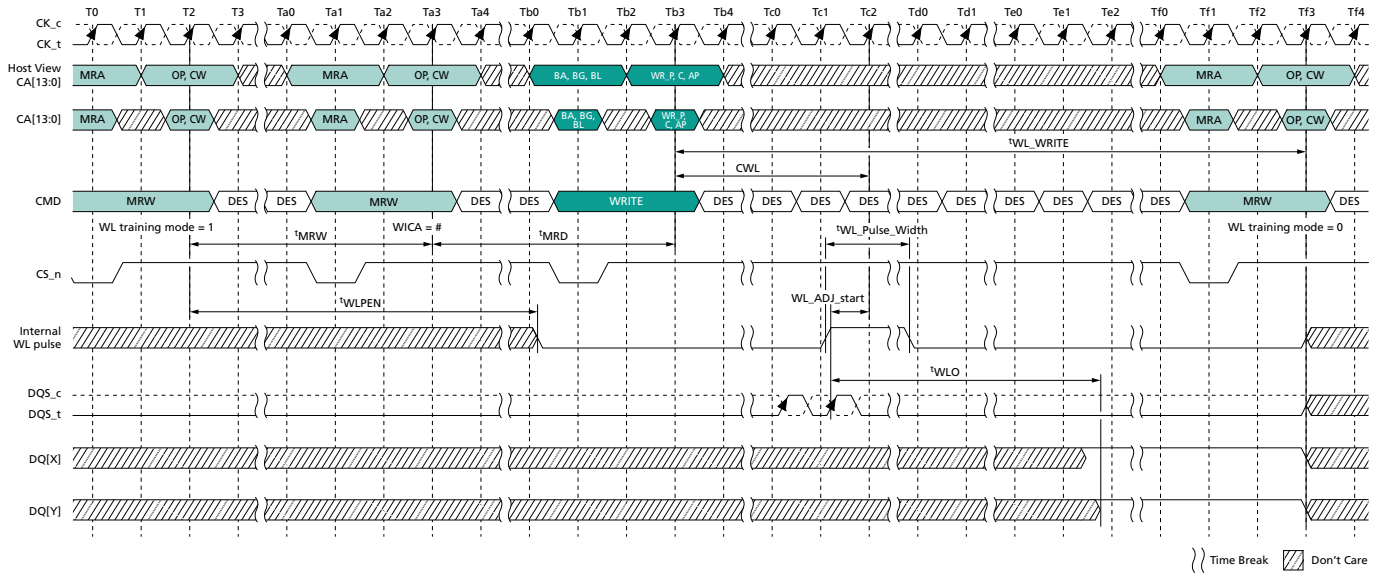 T0 T1 T2 T3 Ta0 Ta1 Ta2 Ta3 Ta4 Tb0 Tb1 Tb2 Tb3 Tb4 Tc0 Tc1 Tc2 Td0 Td1 Te0 Te1 Te2 Tf0 Tf1 Tf2 Tf3 Tf4
CK_c
CK_t
Host View
CA[13:0]
MRA OP, CW MRA OP, CW BA, BG, BL WR_P, C, AP MRA OP, CW
CA[13:0]
MRA OP, CW MRA OP, CW BA, BG, BL WR_P, C, AP MRA OP, CW
tWL_WRITE
CWL
CMD MRW DES DES MRW DES DES WRITE DES DES DES DES DES DES DES DES DES MRW DES
WL training mode = 1 WICA = # tWL_Pulse_Width WL training mode = 0
tMRW tMRD
CS_n
tWLPEN WL_ADJ_start
Internal
WL pulse
tWLO
DQS_c
DQS_t
DQ[X]
DQ[Y]
Time Break Don't Care